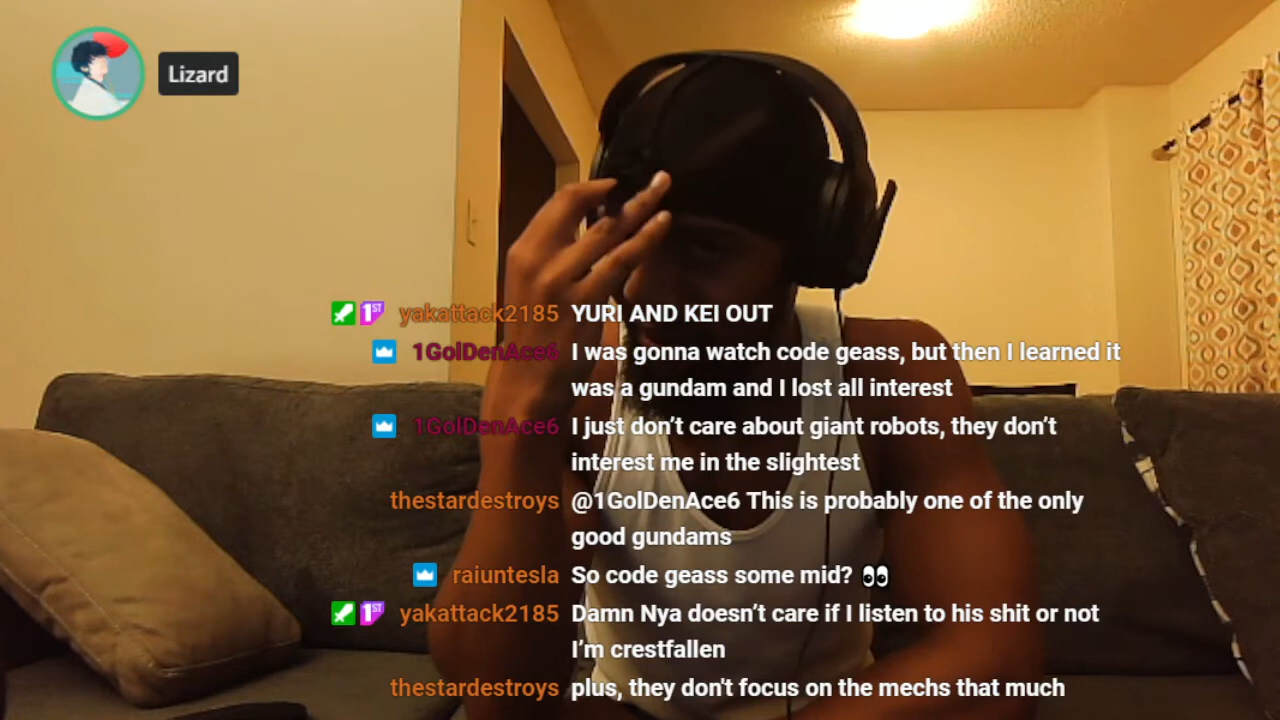 Lizard
1ST yakattack2185 YURI AND KEI OUT
1GolDenAce6 I was gonna watch code geass, but then I learned it
was a gundam and I lost all interest
1GolDenAce6 I just don’t care about giant robots, they don’t
interest me in the slightest
thestardestroys @1GolDenAce6 This is probably one of the only
good gundams
raiuntesla So code geass some mid? 👀
1ST yakattack2185 Damn Nya doesn’t care if I listen to his shit or not
I’m crestfallen
thestardestroys plus, they don't focus on the mechs that much